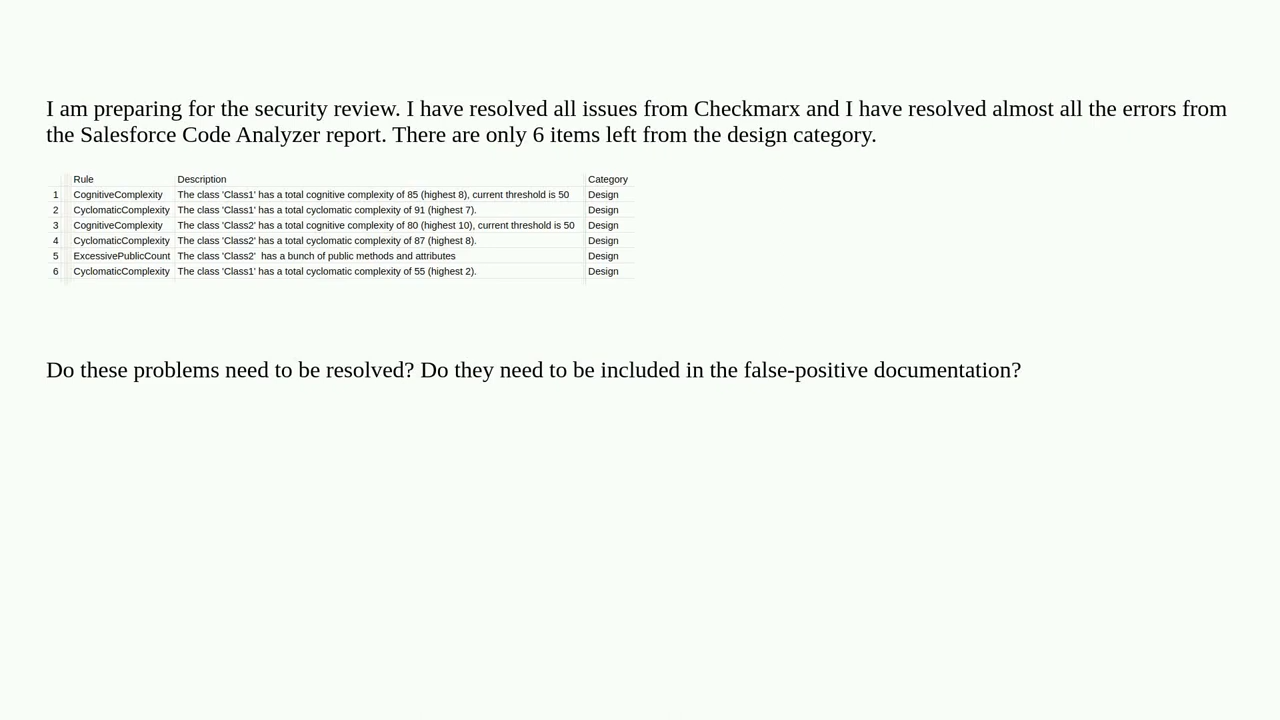 I am preparing for the security review. I have resolved all issues from Checkmarx and I have resolved almost all the errors from
the Salesforce Code Analyzer report. There are only 6 items left from the design category.
Rule Description Category
1 CognitiveComplexity The class 'Class1' has a total cognitive complexity of 85 (highest 8), current threshold is 50 Design
2 CyclomaticComplexity The class 'Class1' has a total cyclomatic complexity of 91 (highest 7). Design
3 CognitiveComplexity The class 'Class2' has a total cognitive complexity of 80 (highest 10), current threshold is 50 Design
4 CyclomaticComplexity The class 'Class2' has a total cyclomatic complexity of 87 (highest 8). Design
5 ExcessivePublicCount The class 'Class2'  has a bunch of public methods and attributes Design
6 CyclomaticComplexity The class 'Class1' has a total cyclomatic complexity of 55 (highest 2). Design
Do these problems need to be resolved? Do they need to be included in the false-positive documentation?